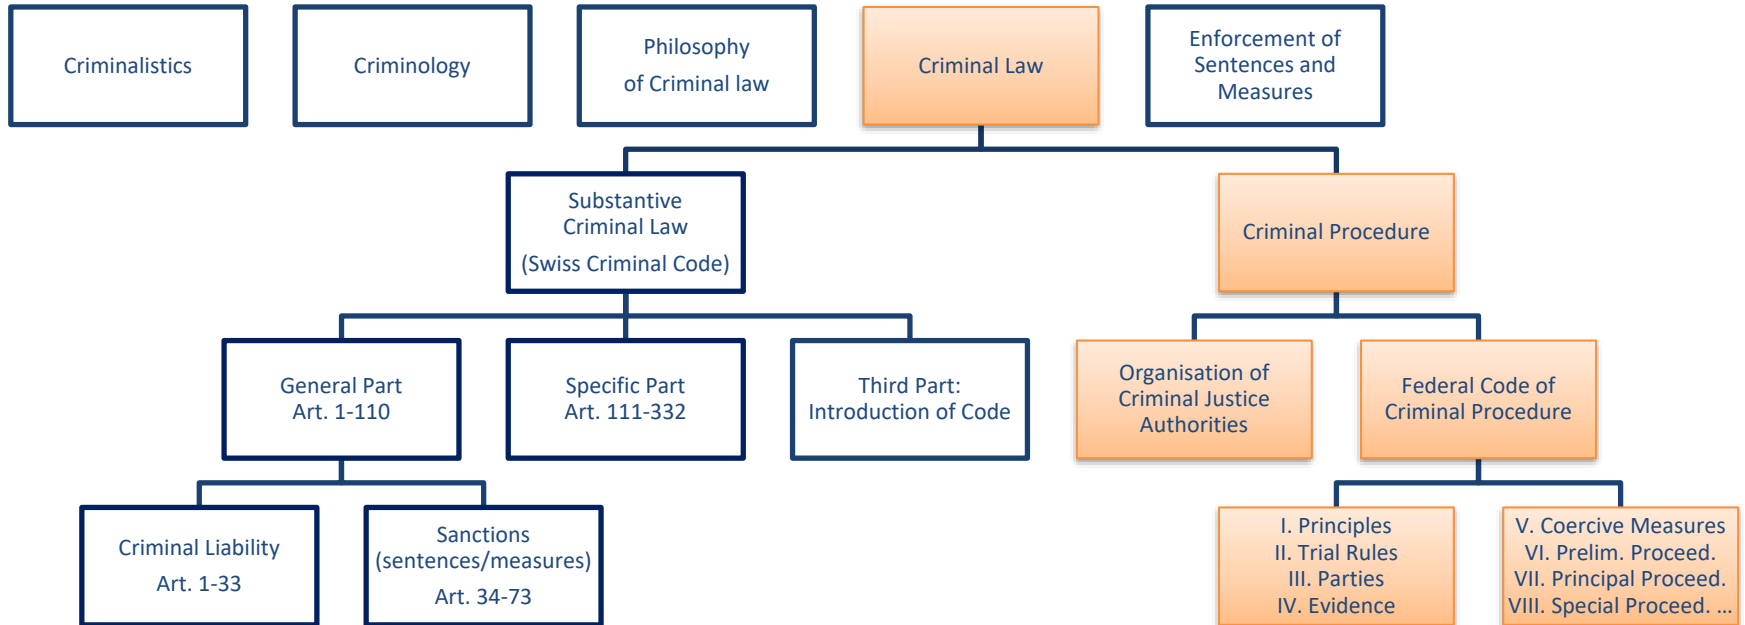 Criminalistics
Criminology
Philosophy
of Criminal law
Criminal Law
Enforcement of
Sentences and
Measures
Substantive
Criminal Law
(Swiss Criminal Code)
Criminal Procedure
General Part
Art. 1-110
Specific Part
Art. 111-332
Third Part:
Introduction of Code
Organisation of
Criminal Justice
Authorities
Federal Code of
Criminal Procedure
Criminal Liability
Art. 1-33
Sanctions
(sentences/measures)
Art. 34-73
I. Principles
II. Trial Rules
III. Parties
IV. Evidence
V. Coercive Measures
VI. Prelim. Proceed.
VII. Principal Proceed.
VIII. Special Proceed. ...